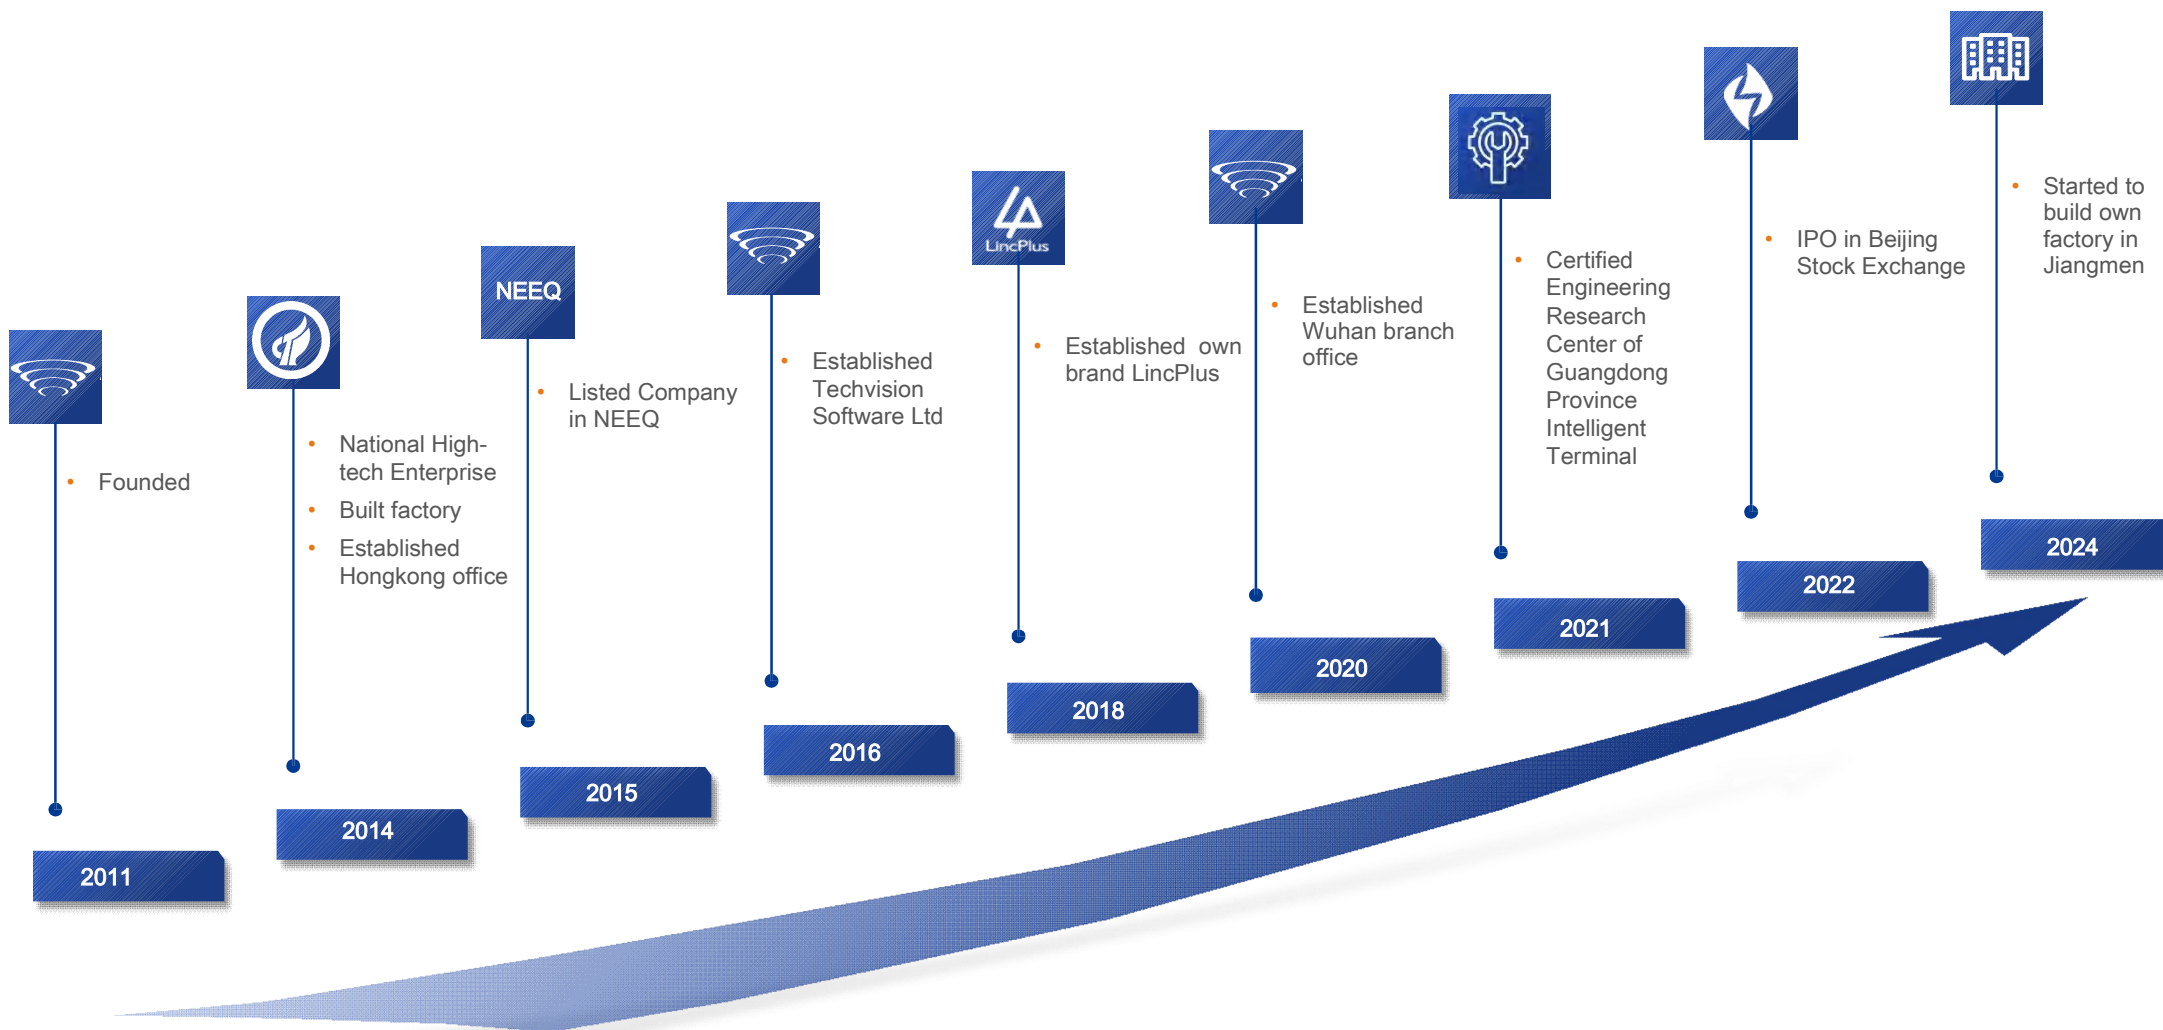 • Founded
2011
• National High-
tech Enterprise
• Built factory
• Established
Hongkong office
2014
NEEQ
• Listed Company
in NEEQ
2015
• Established
Techvision
Software Ltd
2016
LincPlus
• Established own
brand LincPlus
2018
• Established
Wuhan branch
office
2020
• Certified
Engineering
Research
Center of
Guangdong
Province
Intelligent
Terminal
2021
• IPO in Beijing
Stock Exchange
2022
• Started to
build own
factory in
Jiangmen
2024